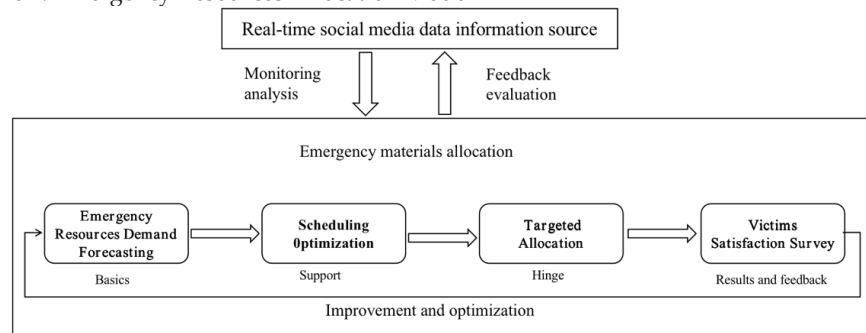 Real-time social media data information source
Monitoring
analysis
Feedback
evaluation
Emergency materials allocation
Emergency
Resources Demand
Forecasting
Scheduling
0ptimization
Targeted
Allocation
Victims
Satisfaction Survey
Basics
Support
Hinge
Results and feedback
Improvement and optimization